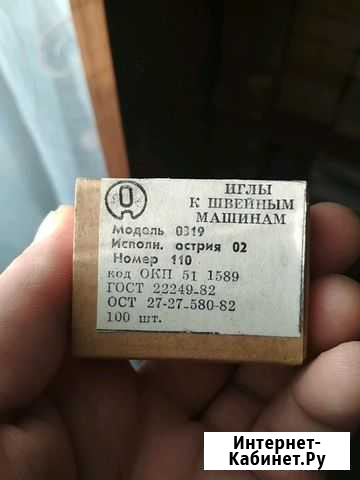 ИГЛЫ
К ШВЕЙНЫМ
МАШИНАМ
Модель 0319
Исполн. острия 02
Номер 110
код ОКП 51 1589
ГОСТ 22249-82
ОСТ 27-27-580-82
100 шт.
Интернет-
Кабинет.Ру